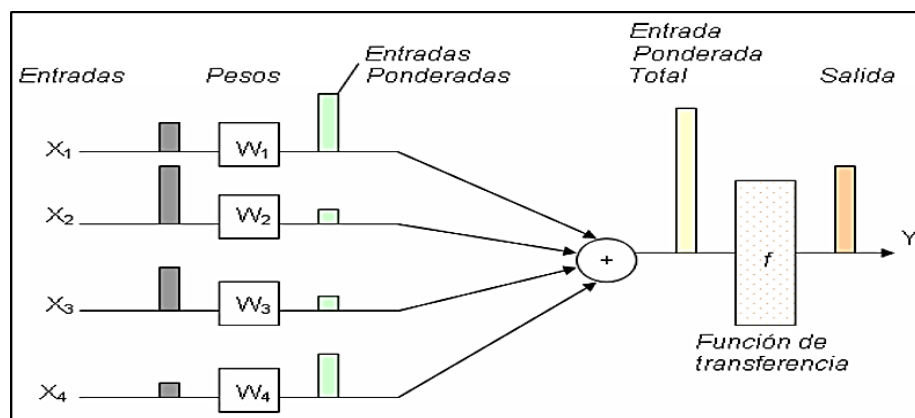 Entradas
Pesos
Entradas
Ponderadas
Entrada
Ponderada
Total
Salida
X₁
W₁
X₂
W₂
X₃
W₃
X₄
W₄
+
f
Y
Función de
transferencia